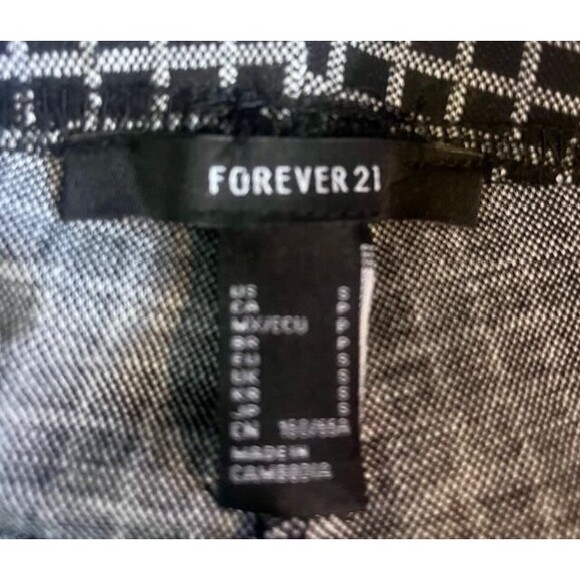 FOREVER 21
US S
CA P
MX/ECU P
BR P
EU S
UK S
KR S
JP S
CN 160/66A
MADE IN
CAMBODIA